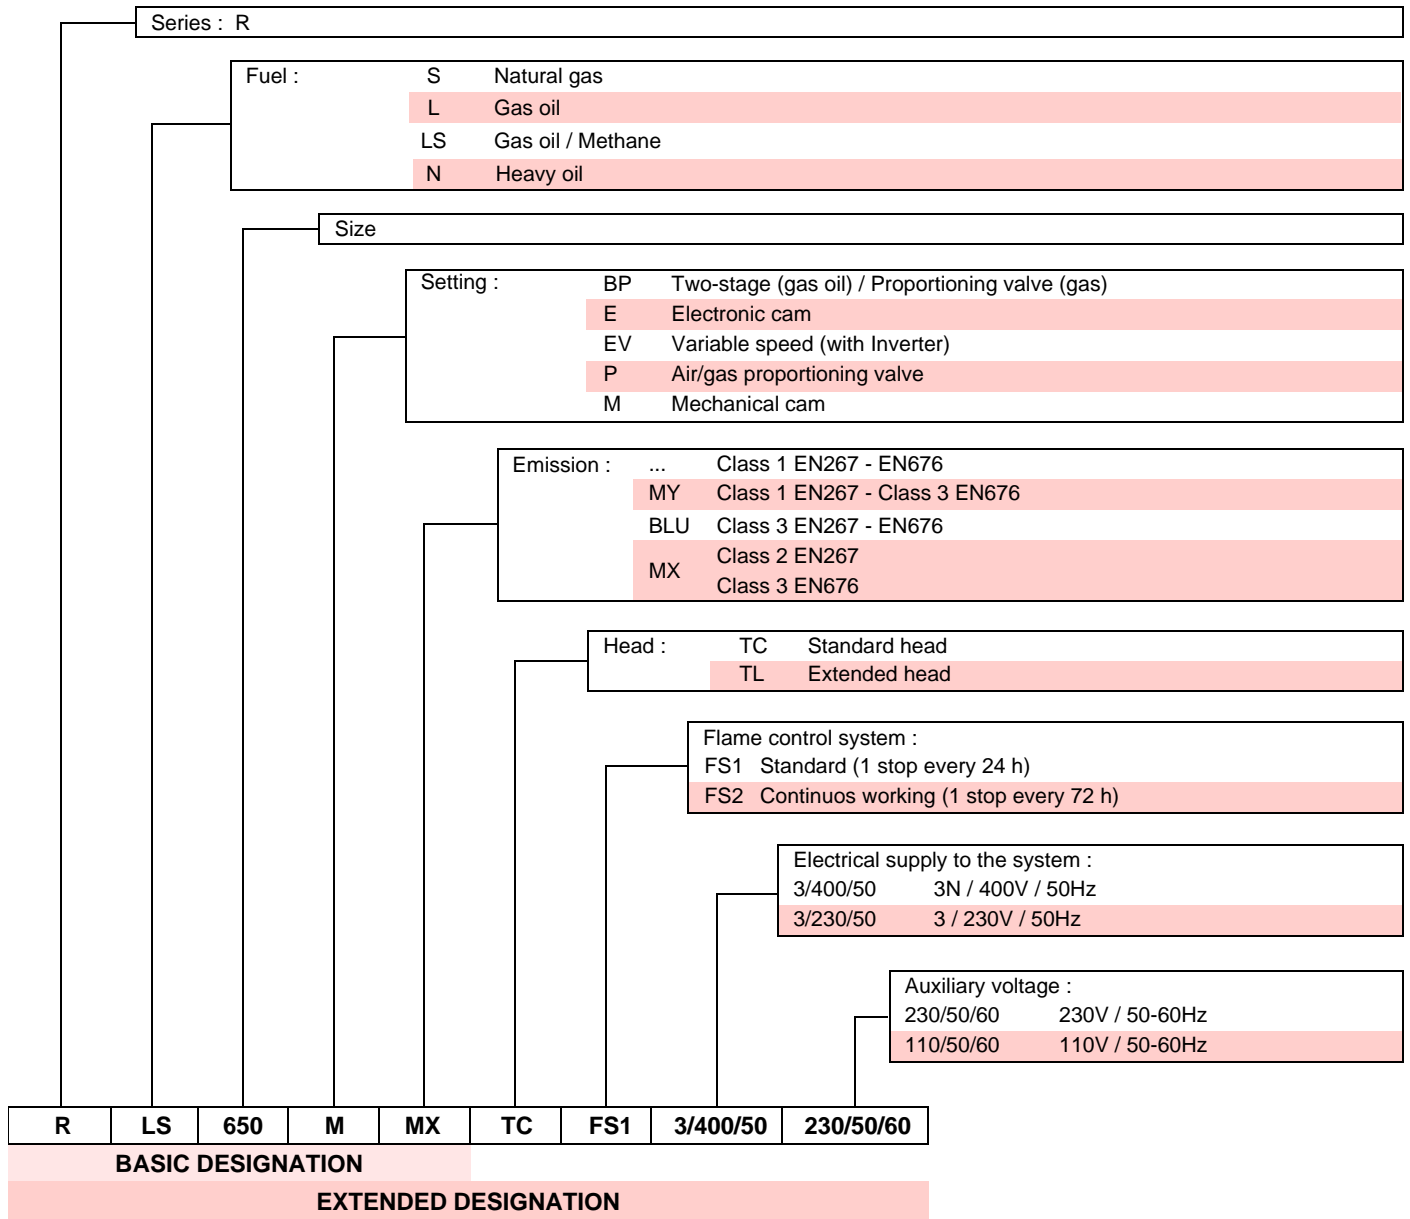 Series : R
Fuel : S Natural gas
L Gas oil
LS Gas oil / Methane
N Heavy oil
Size
Setting : BP Two-stage (gas oil) / Proportioning valve (gas)
E Electronic cam
EV Variable speed (with Inverter)
P Air/gas proportioning valve
M Mechanical cam
Emission : ... Class 1 EN267 - EN676
MY Class 1 EN267 - Class 3 EN676
BLU Class 3 EN267 - EN676
MX Class 2 EN267
Class 3 EN676
Head : TC Standard head
TL Extended head
Flame control system :
FS1 Standard (1 stop every 24 h)
FS2 Continuos working (1 stop every 72 h)
Electrical supply to the system :
3/400/50 3N / 400V / 50Hz
3/230/50 3 / 230V / 50Hz
Auxiliary voltage :
230/50/60 230V / 50-60Hz
110/50/60 110V / 50-60Hz
R LS 650 M MX TC FS1 3/400/50 230/50/60
BASIC DESIGNATION
EXTENDED DESIGNATION